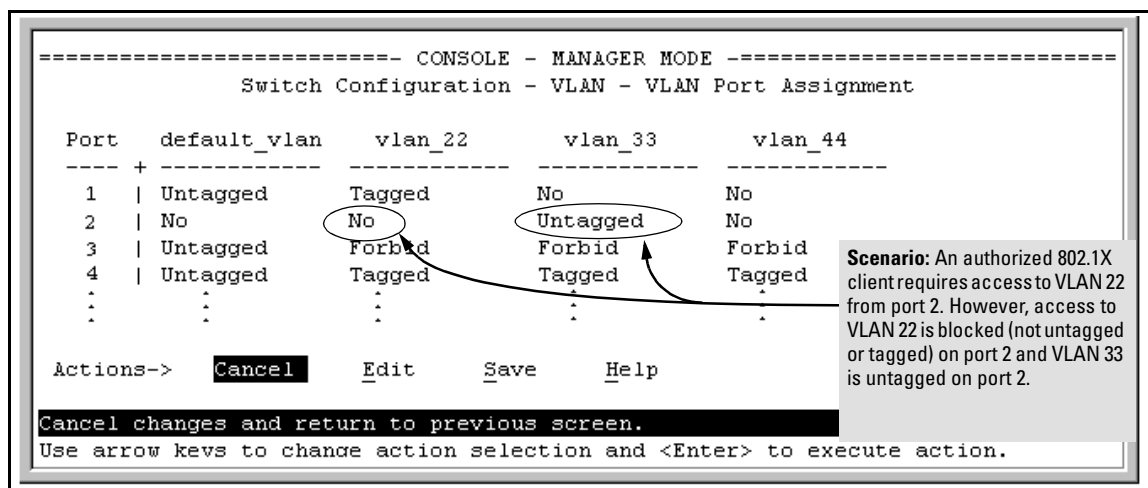 ============================- CONSOLE - MANAGER MODE -============================
Switch Configuration - VLAN - VLAN Port Assignment
Port default_vlan vlan_22 vlan_33 vlan_44
---- + ------------ ------------ ------------ ------------
1 | Untagged Tagged No No
2 | No No Untagged No
3 | Untagged Forbid Forbid Forbid
4 | Untagged Tagged Tagged Tagged
Scenario: An authorized 802.1X
client requires access to VLAN 22
from port 2. However, access to
VLAN 22 is blocked (not untagged
or tagged) on port 2 and VLAN 33
is untagged on port 2.
Actions-> Cancel Edit Save Help
Cancel changes and return to previous screen.
Use arrow keys to change action selection and <Enter> to execute action.